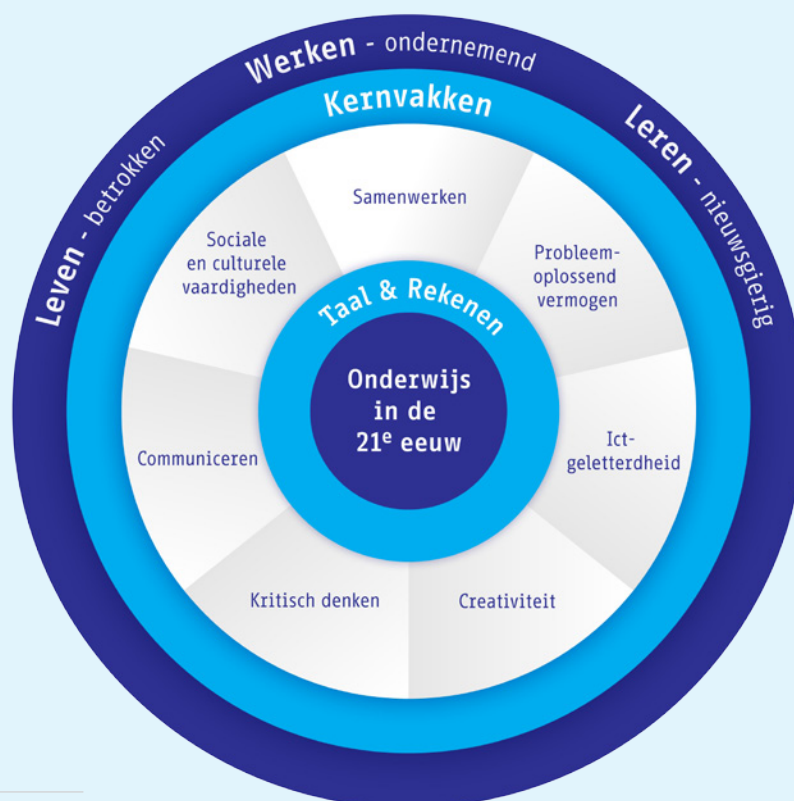 Werken - ondernemend
Leren - nieuwsgierig
Leven - betrokken
Kernvakken
Samenwerken
Probleem-
oplossend
vermogen
Ict-
geletterdheid
Creativiteit
Kritisch denken
Communiceren
Sociale
en culturele
vaardigheden
Taal & Rekenen
Onderwijs
in de
21e eeuw